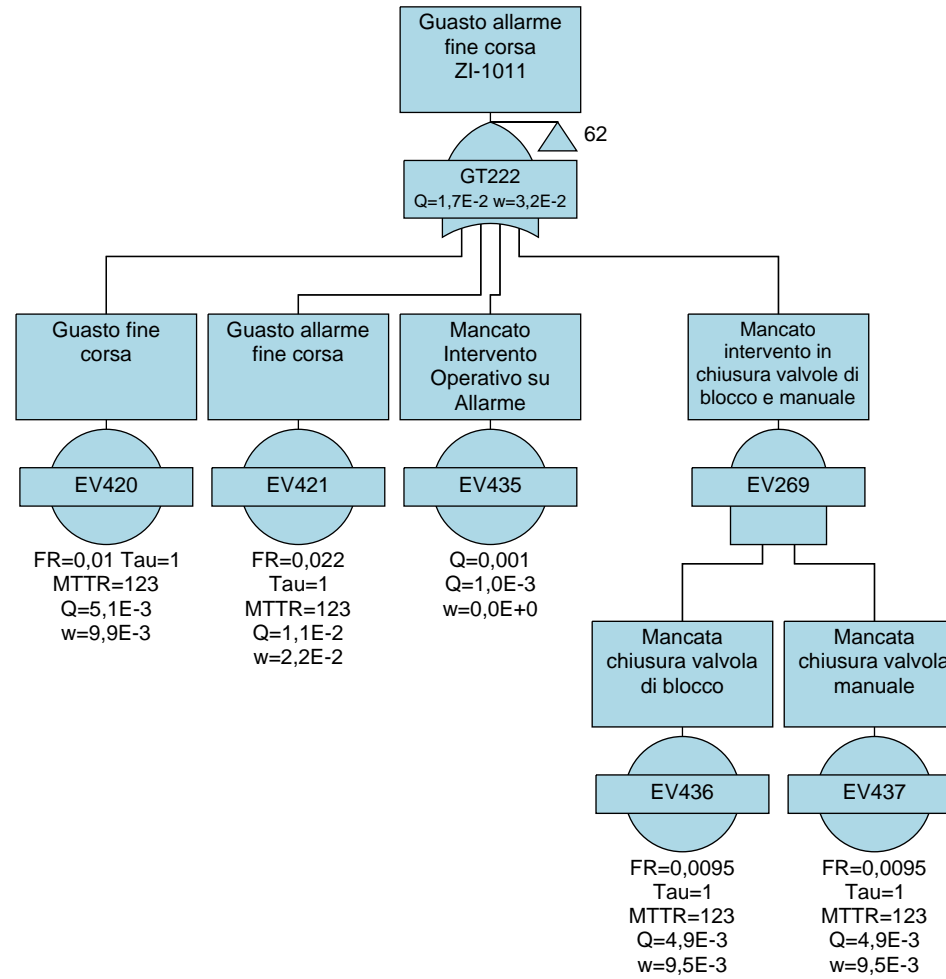 Guasto allarme
fine corsa
ZI-1011
62
GT222
Q=1,7E-2 w=3,2E-2
Guasto fine
corsa
Guasto allarme
fine corsa
Mancato
Intervento
Operativo su
Allarme
Mancato
intervento in
chiusura valvole di
blocco e manuale
EV420
EV421
EV435
EV269
FR=0,01 Tau=1
MTTR=123
Q=5,1E-3
w=9,9E-3
FR=0,022
Tau=1
MTTR=123
Q=1,1E-2
w=2,2E-2
Q=0,001
Q=1,0E-3
w=0,0E+0
Mancata
chiusura valvola
di blocco
Mancata
chiusura valvola
manuale
EV436
EV437
FR=0,0095
Tau=1
MTTR=123
Q=4,9E-3
w=9,5E-3
FR=0,0095
Tau=1
MTTR=123
Q=4,9E-3
w=9,5E-3